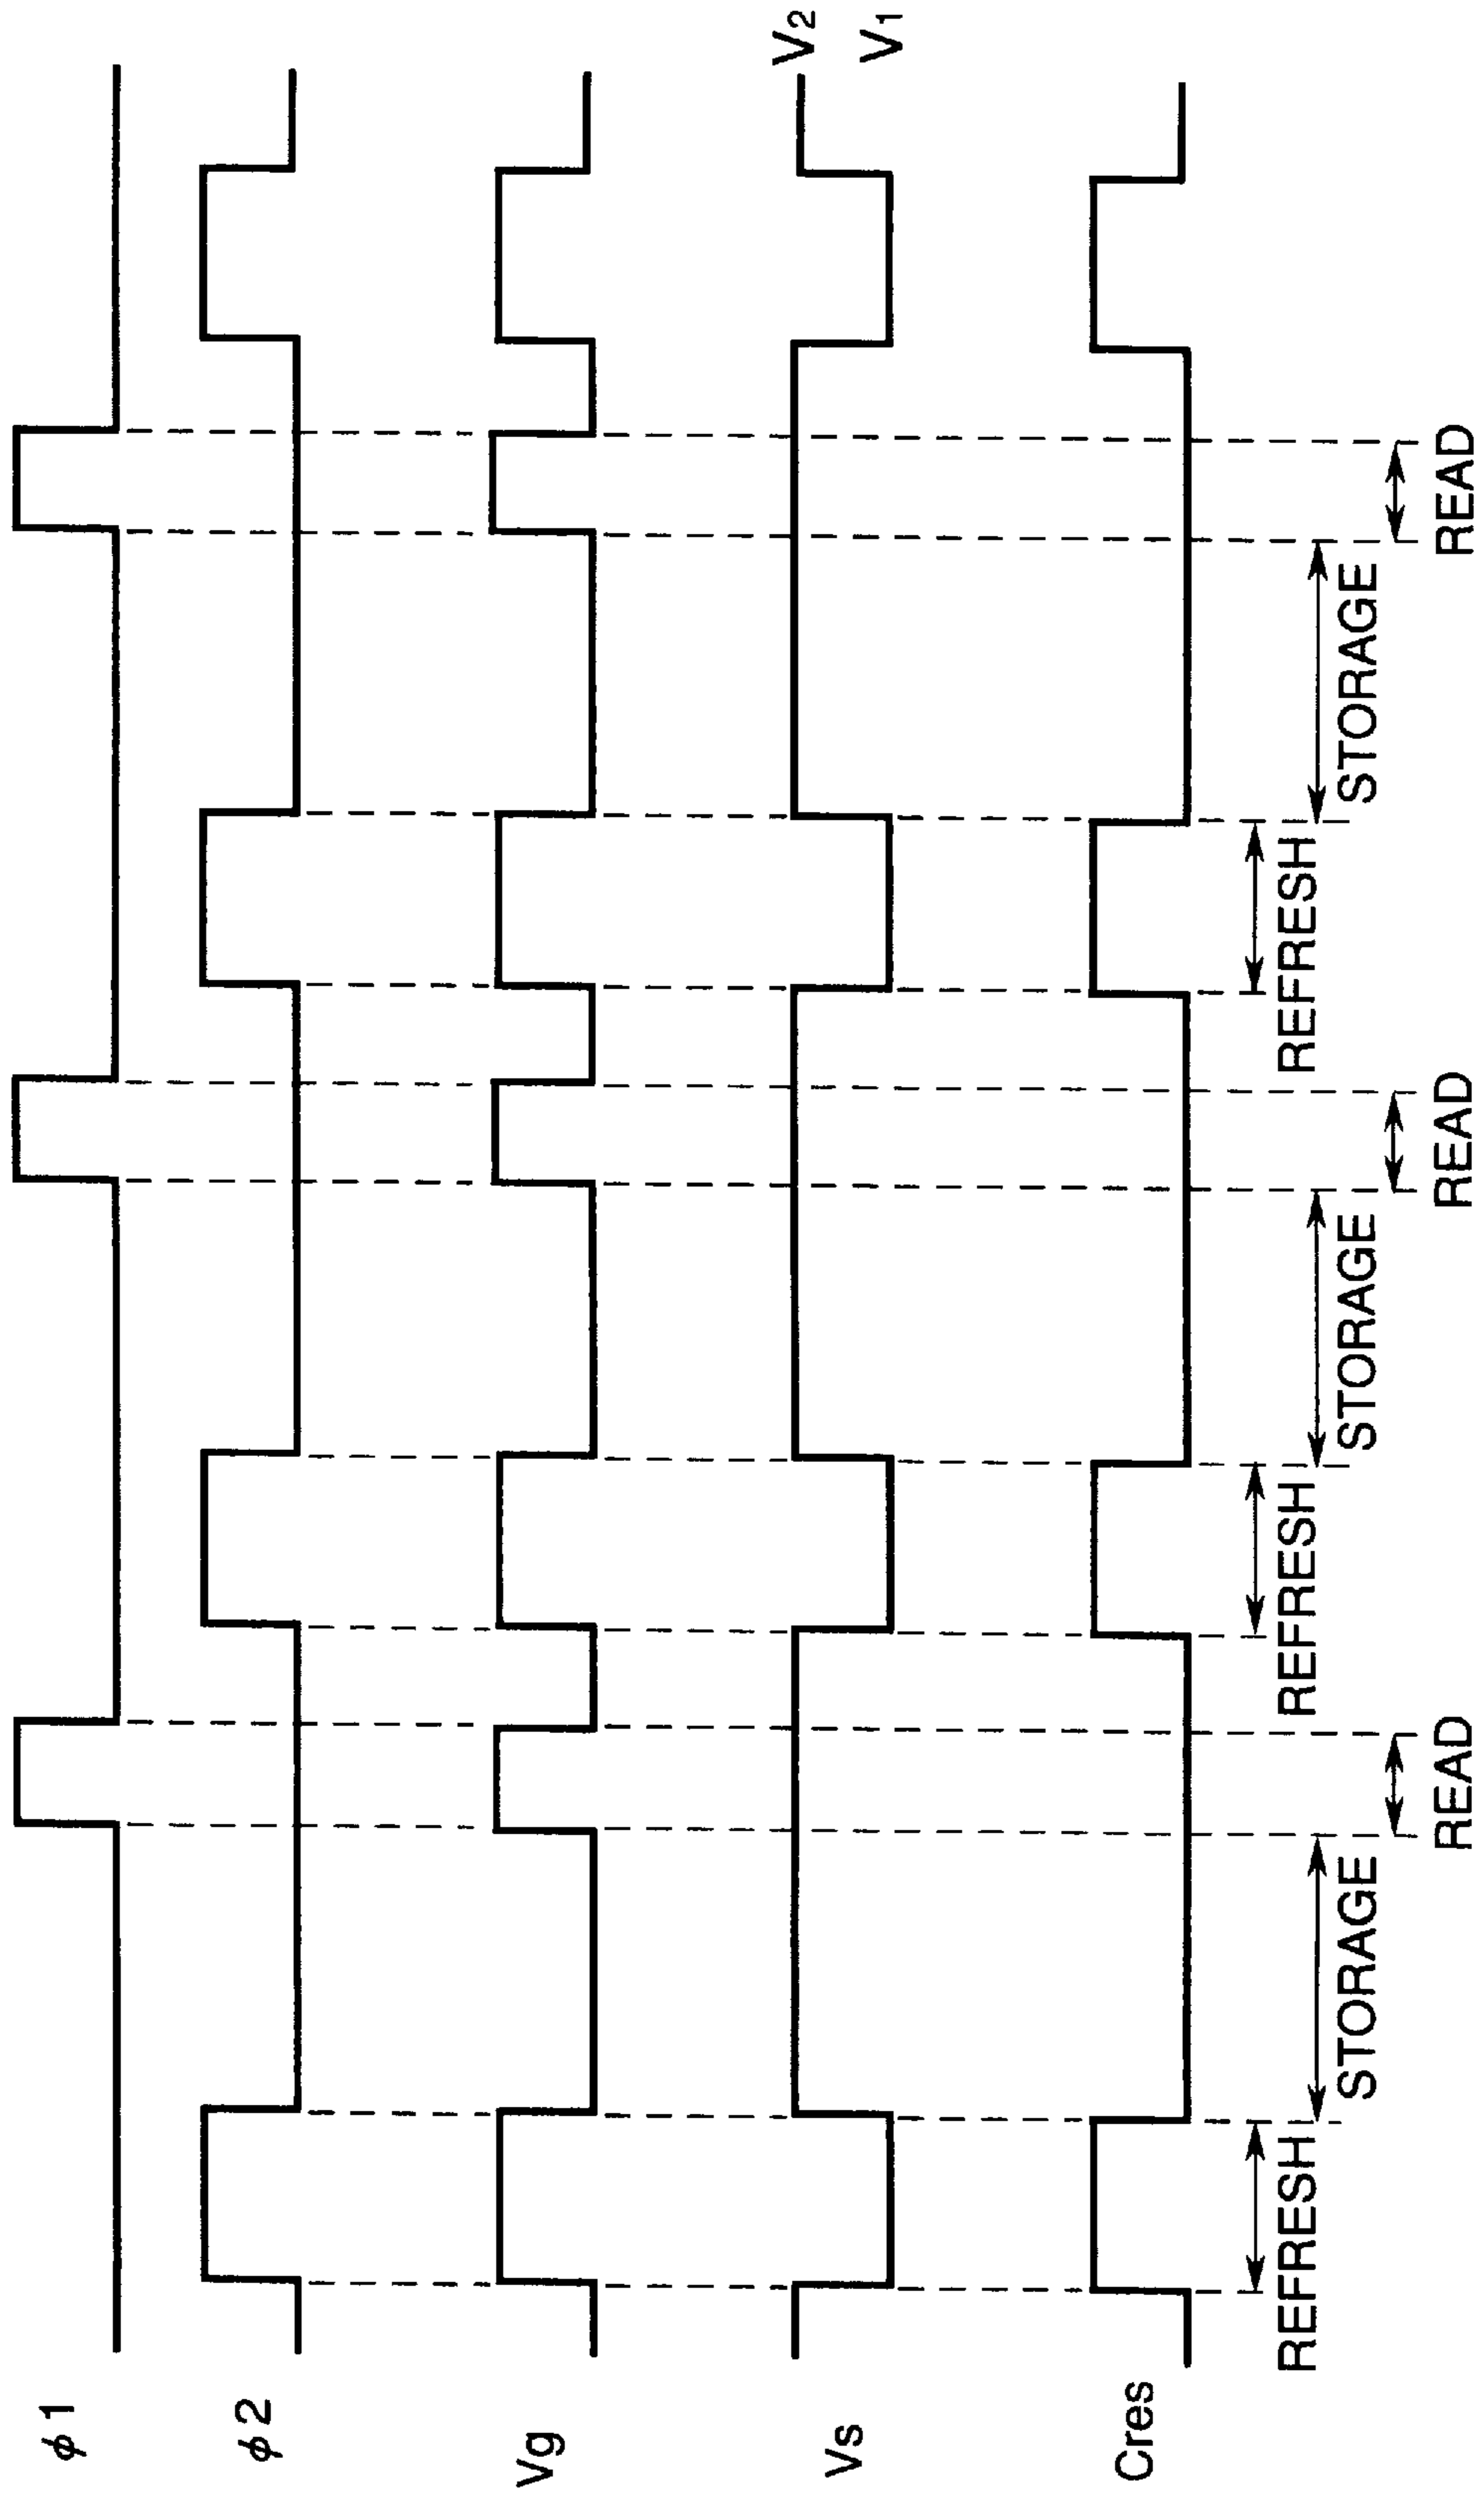 ϕ1
ϕ2
Vg
Vs
V2
V1
Cres
REFRESH
REFRESH
REFRESH
STORAGE
STORAGE
STORAGE
READ
READ
READ